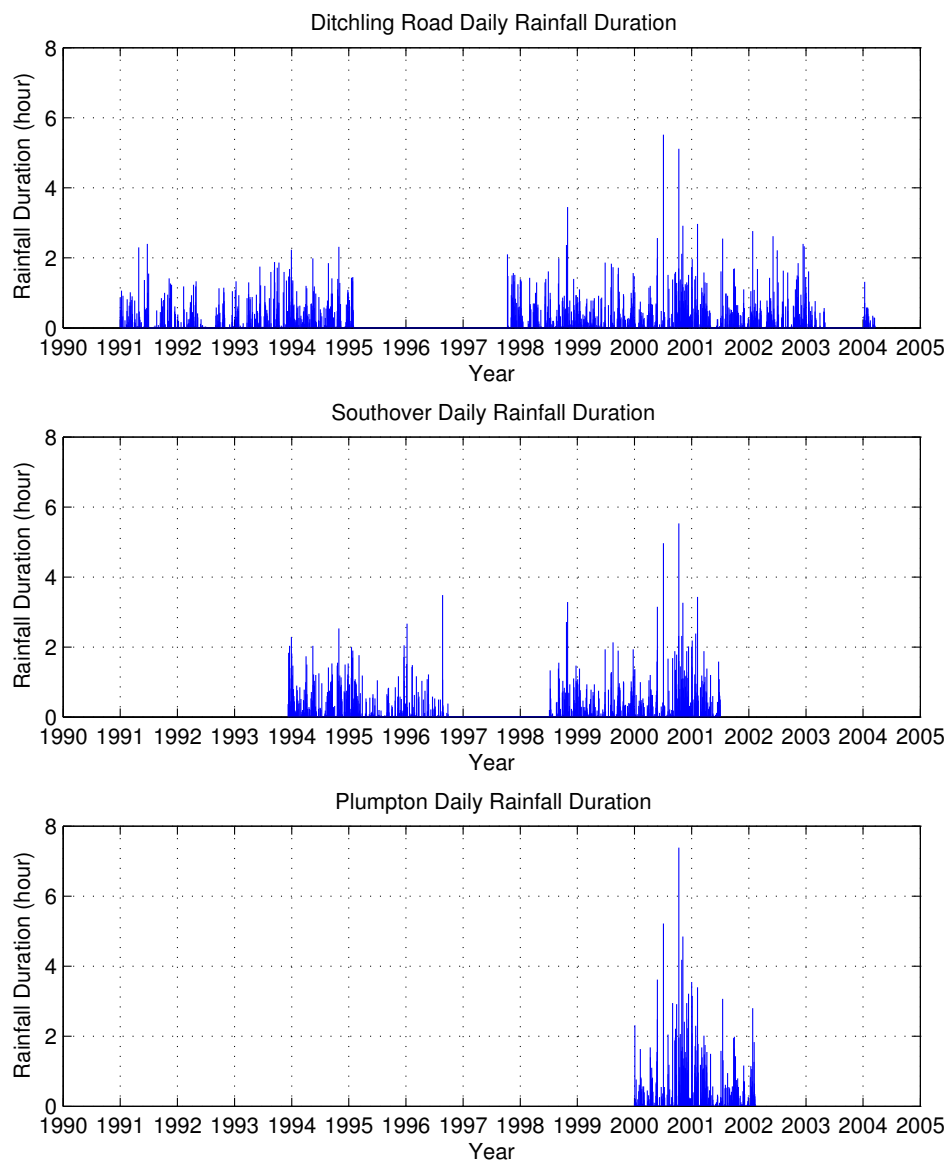 Ditchling Road Daily Rainfall Duration
8
6
4
2
0
Rainfall Duration (hour)
1990 1991 1992 1993 1994 1995 1996 1997 1998 1999 2000 2001 2002 2003 2004 2005
Year
Southover Daily Rainfall Duration
8
6
4
2
0
Rainfall Duration (hour)
1990 1991 1992 1993 1994 1995 1996 1997 1998 1999 2000 2001 2002 2003 2004 2005
Year
Plumpton Daily Rainfall Duration
8
6
4
2
0
Rainfall Duration (hour)
1990 1991 1992 1993 1994 1995 1996 1997 1998 1999 2000 2001 2002 2003 2004 2005
Year